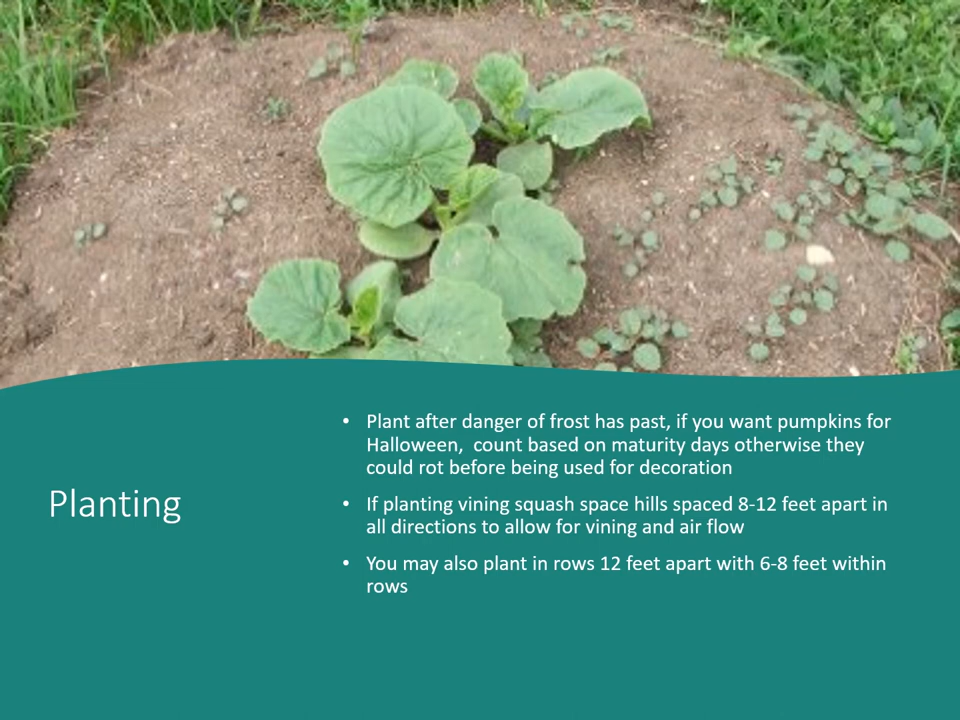 Planting
• Plant after danger of frost has past, if you want pumpkins for
Halloween,  count based on maturity days otherwise they
could rot before being used for decoration
• If planting vining squash space hills spaced 8-12 feet apart in
all directions to allow for vining and air flow
• You may also plant in rows 12 feet apart with 6-8 feet within
rows